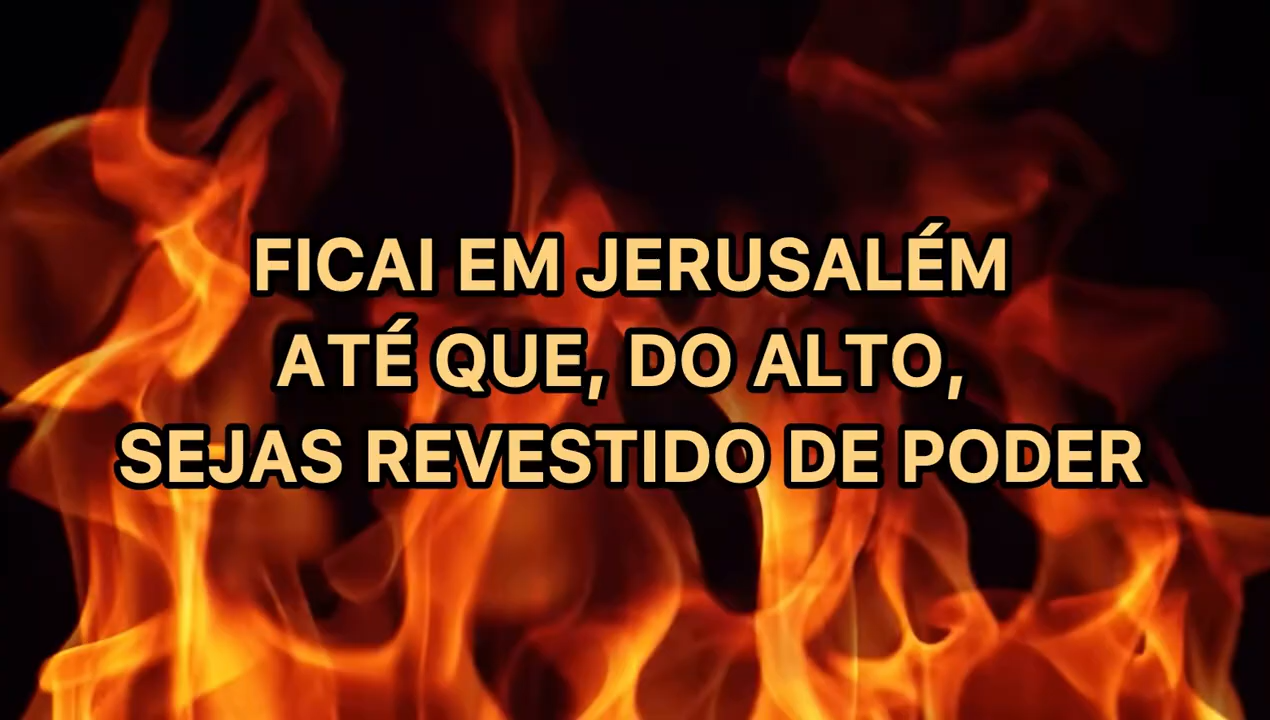 FICAI EM JERUSALÉM
ATÉ QUE, DO ALTO,
SEJAS REVESTIDO DE PODER